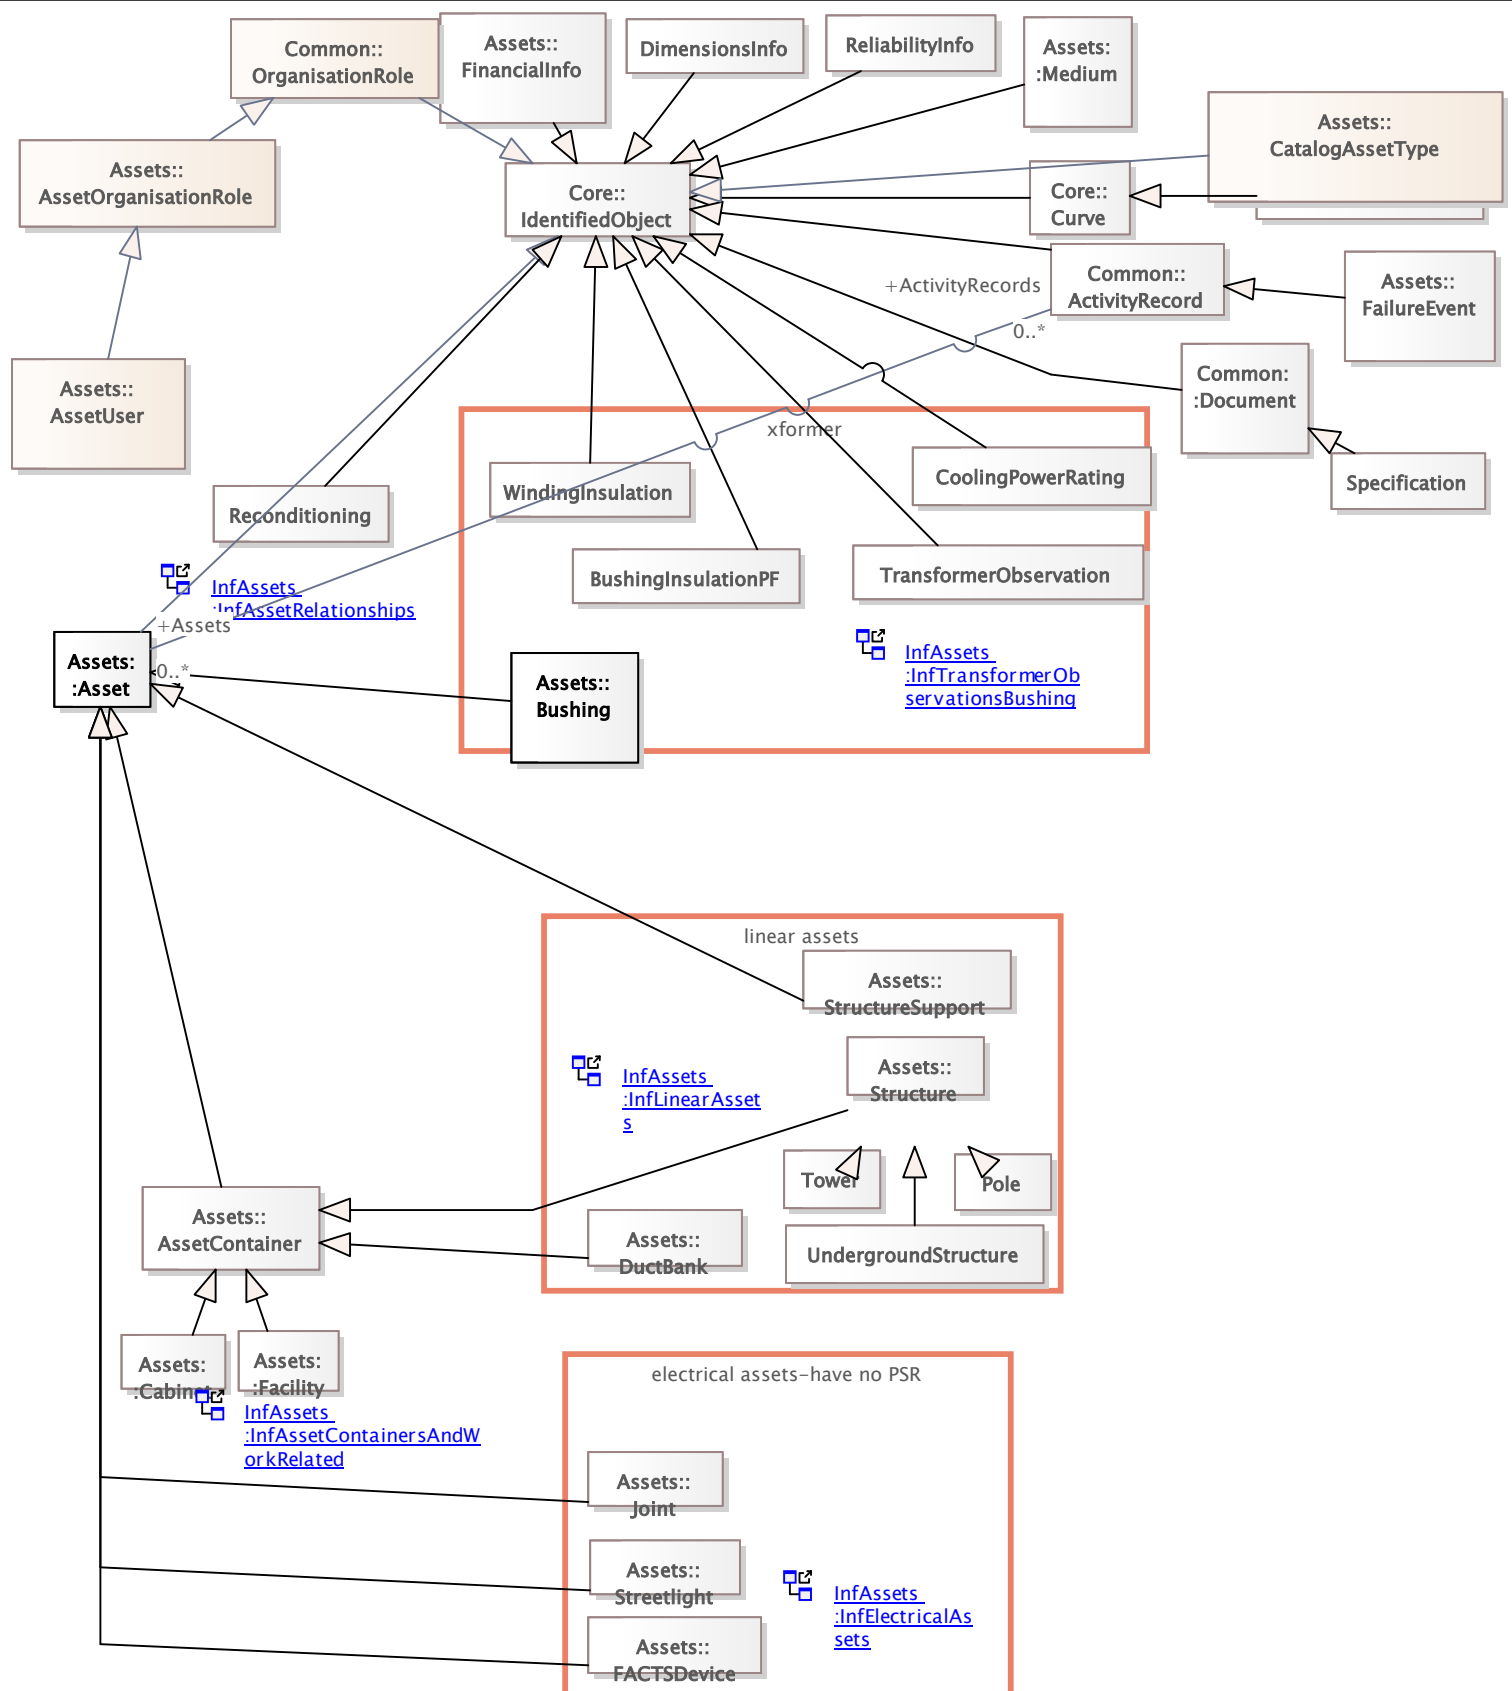 Common::
OrganisationRole
Assets::
FinancialInfo
DimensionsInfo
ReliabilityInfo
Assets:
:Medium
Assets::
CatalogAssetType
Assets::
AssetOrganisationRole
Core::
IdentifiedObject
Core::
Curve
+ActivityRecords
0..*
Common::
ActivityRecord
Assets::
FailureEvent
Assets::
AssetUser
Common:
:Document
Specification
xformer
Reconditioning
WindingInsulation
CoolingPowerRating
BushingInsulationPF
TransformerObservation
InfAssets
:InfAssetRelationships
+Assets
0..*
Assets:
:Asset
Assets::
Bushing
InfAssets
:InfTransformerOb
servationsBushing
linear assets
Assets::
StructureSupport
Assets::
Structure
InfAssets
:InfLinearAsset
s
Tower
Pole
UndergroundStructure
Assets::
DuctBank
Assets::
AssetContainer
Assets:
:Cabinet
Assets:
:Facility
InfAssets
:InfAssetContainersAndW
orkRelated
electrical assets-have no PSR
Assets::
Joint
Assets::
Streetlight
Assets::
FACTSDevice
InfAssets
:InfElectricalAs
sets